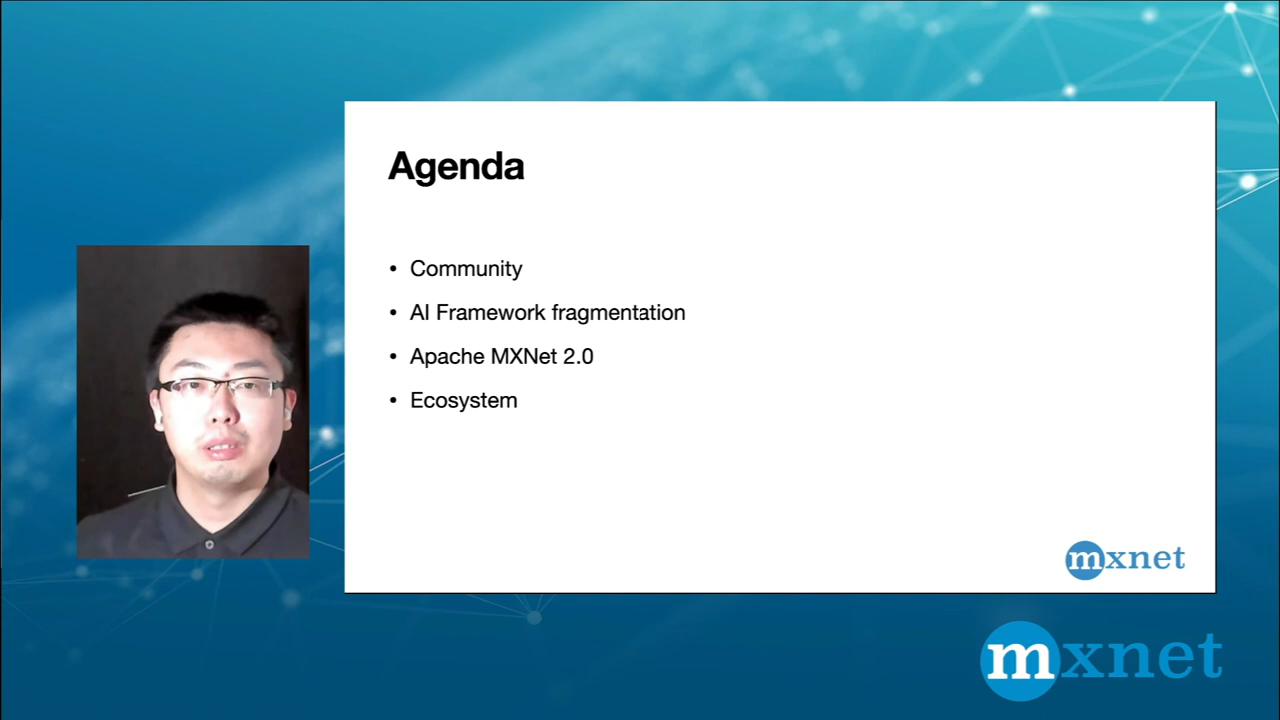 Agenda
• Community
• AI Framework fragmentation
• Apache MXNet 2.0
• Ecosystem
mxnet
mxnet